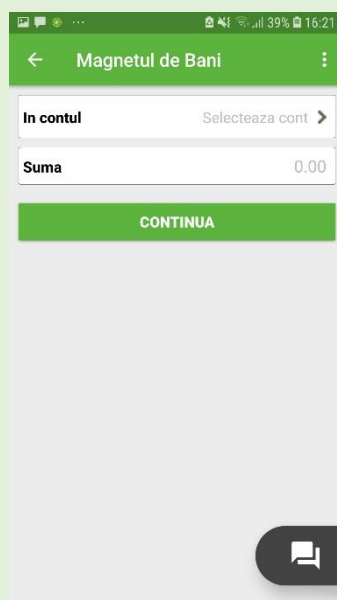 39% 16:21
Magnetul de Bani
In contul Selecteaza cont
Suma 0.00
CONTINUA